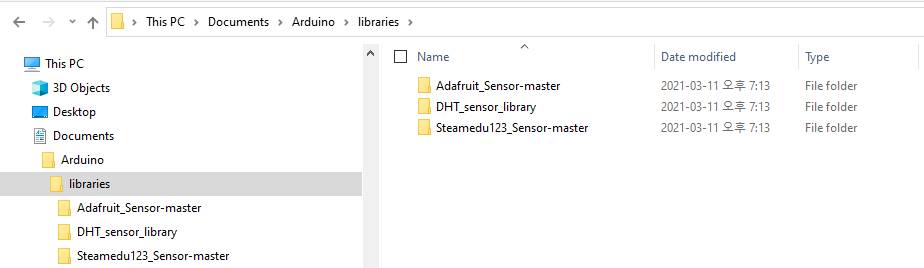 This PC > Documents > Arduino > libraries >
This PC
3D Objects
Desktop
Documents
Arduino
libraries
Adafruit_Sensor-master
DHT_sensor_library
Steamedu123_Sensor-master
Name Date modified Type
Adafruit_Sensor-master 2021-03-11 오후 7:13 File folder
DHT_sensor_library 2021-03-11 오후 7:13 File folder
Steamedu123_Sensor-master 2021-03-11 오후 7:13 File folder